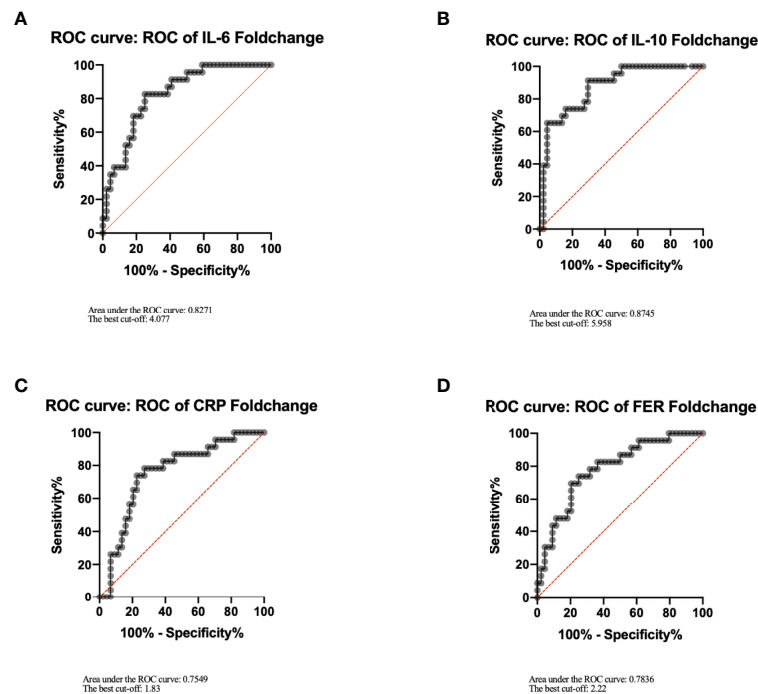 A
ROC curve: ROC of IL-6 Foldchange
Sensitivity%
100
80
60
40
20
0
0 20 40 60 80 100
100% - Specificity%
Area under the ROC curve: 0.8271
The best cut-off: 4.077
B
ROC curve: ROC of IL-10 Foldchange
Sensitivity%
100
80
60
40
20
0
0 20 40 60 80 100
100% - Specificity%
Area under the ROC curve: 0.8745
The best cut-off: 5.958
C
ROC curve: ROC of CRP Foldchange
Sensitivity%
100
80
60
40
20
0
0 20 40 60 80 100
100% - Specificity%
Area under the ROC curve: 0.7549
The best cut-off: 1.83
D
ROC curve: ROC of FER Foldchange
Sensitivity%
100
80
60
40
20
0
0 20 40 60 80 100
100% - Specificity%
Area under the ROC curve: 0.7836
The best cut-off: 2.22